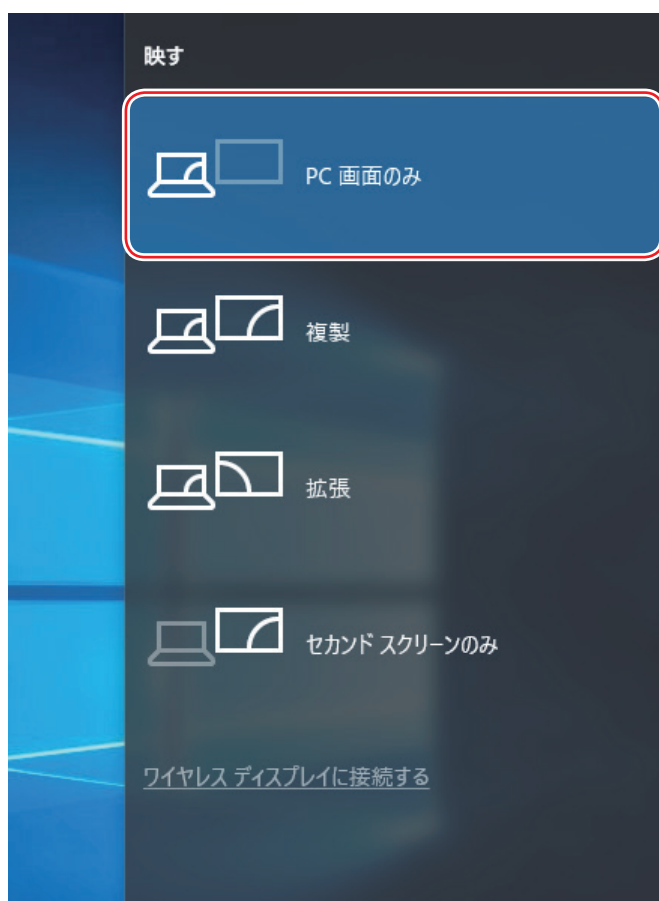 映す
PC 画面のみ
複製
拡張
セカンド スクリーンのみ
ワイヤレス ディスプレイに接続する